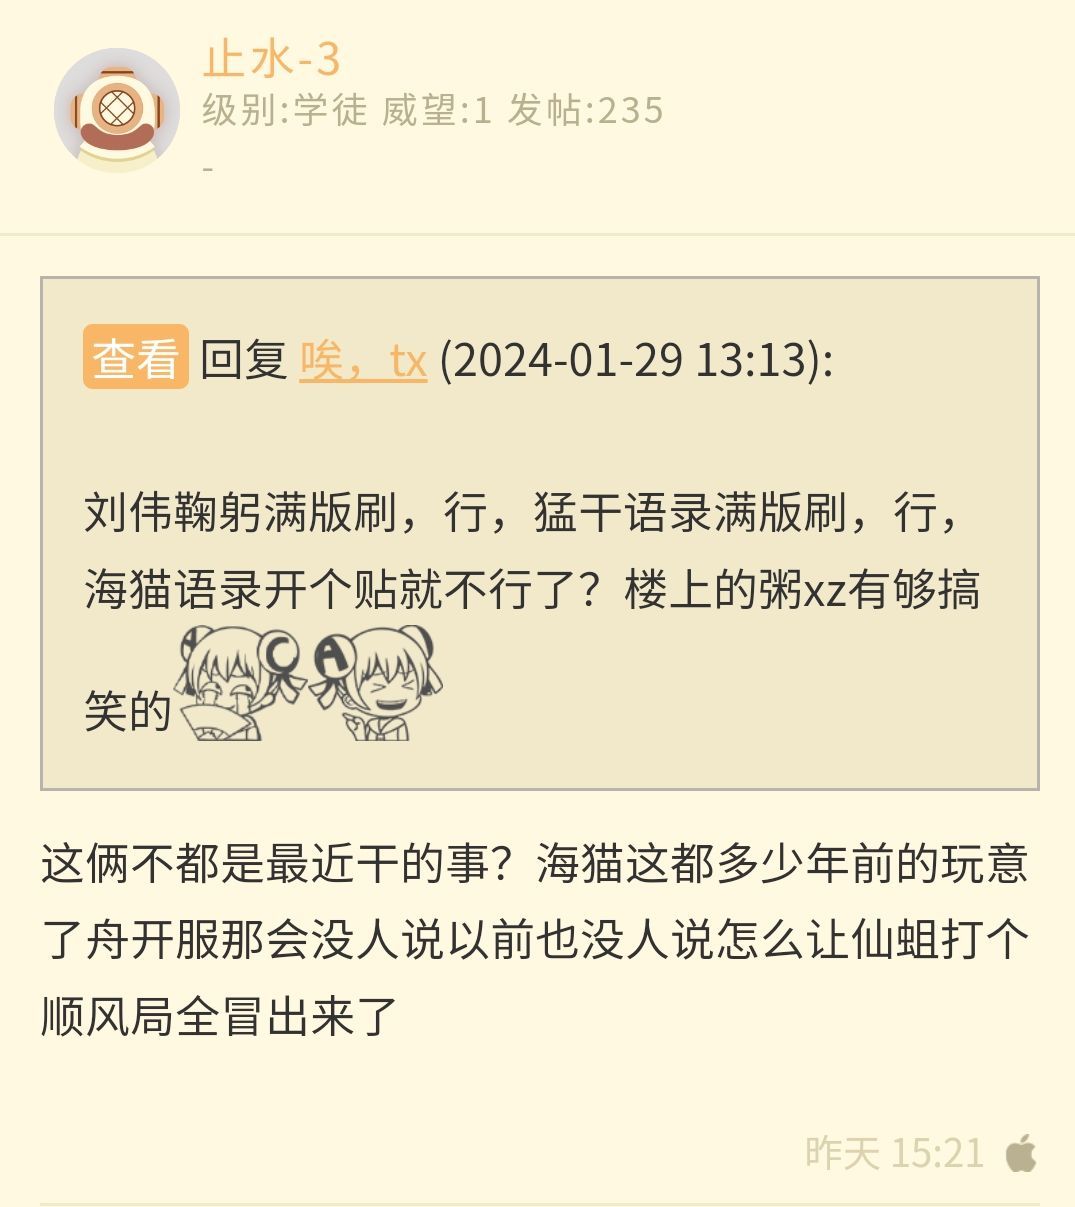 止水-3
级别:学徒 威望:1 发帖:235
-
查看 回复 唉，tx (2024-01-29 13:13):
刘伟鞠躬满版刷，行，猛干语录满版刷，行，
海猫语录开个贴就不行了？楼上的粥xz有够搞
笑的
C A
这俩不都是最近干的事？海猫这都多少年前的玩意
了舟开服那会没人说以前也没人说怎么让仙蛆打个
顺风局全冒出来了
昨天 15:21